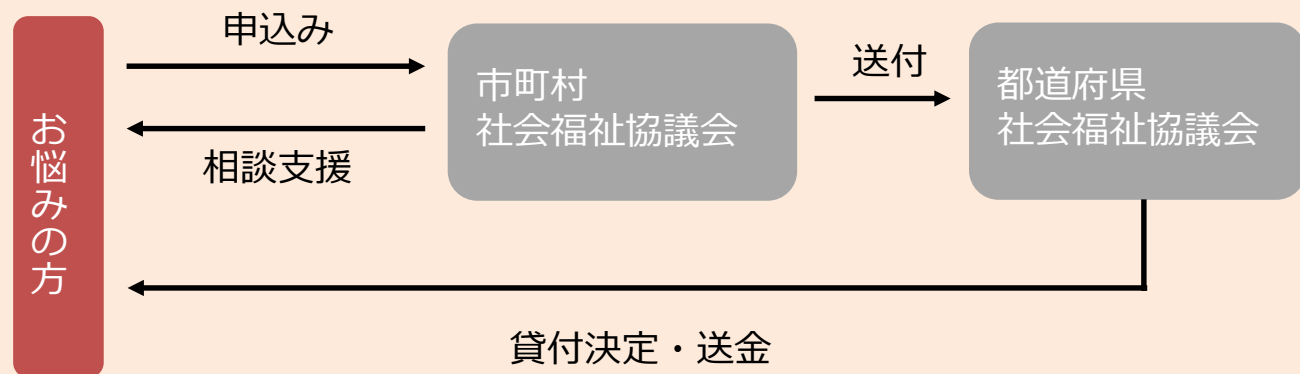 お悩みの方
申込み
相談支援
市町村
社会福祉協議会
送付
都道府県
社会福祉協議会
貸付決定・送金